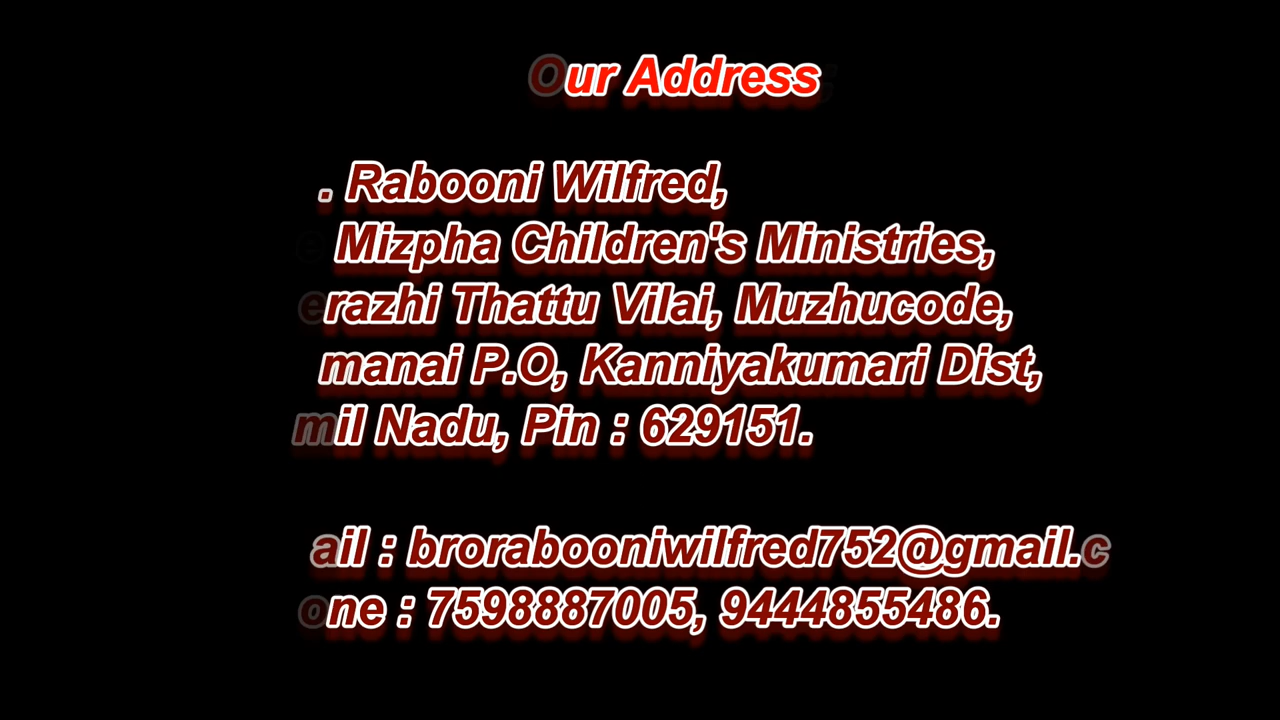 Our Address
. Rabooni Wilfred,
e Mizpha Children's Ministries,
erazhi Thattu Vilai, Muzhucode,
manai P.O, Kanniyakumari Dist,
mil Nadu, Pin : 629151.
ail : brorabooniwilfred752@gmail.c
one : 7598887005, 9444855486.